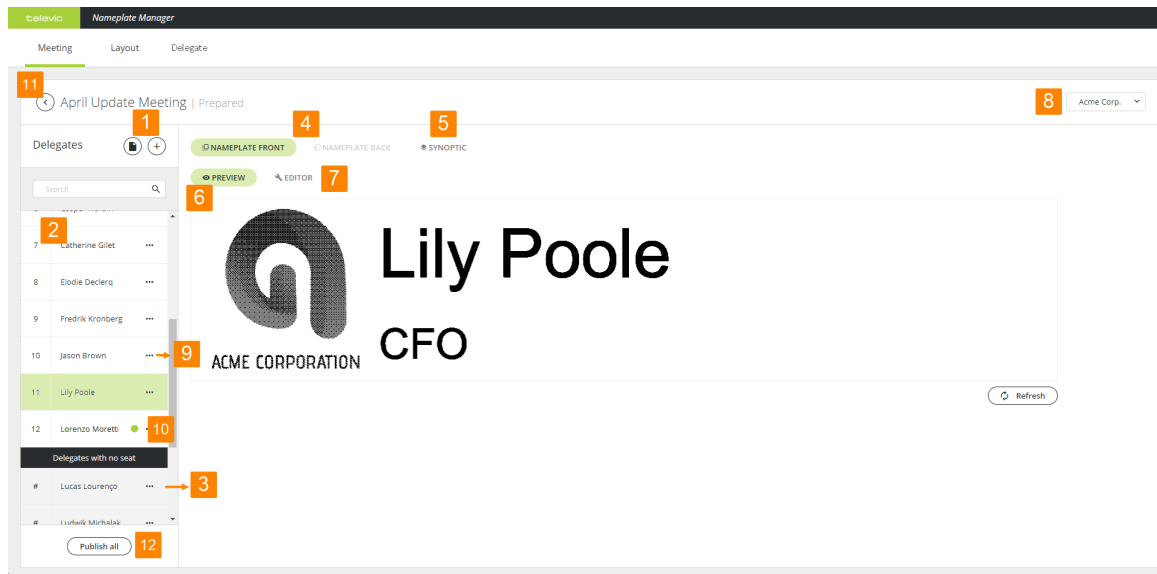 televic Nameplate Manager
Meeting Layout Delegate
11
April Update Meeting | Prepared
8 Acme Corp.
1
Delegates
4 5
NAMEPLATE FRONT NAMEPLATE BACK SYNOPTIC
PREVIEW EDITOR 7
Search
6
2
7 Catherine Gilet ...
8 Elodie Declerq ...
9 Fredrik Kronberg ...
10 Jason Brown ... 9
11 Lily Poole ...
12 Lorenzo Moretti 10
Delegates with no seat
# Lucas Lourenço ... 3
# Ludwik Michalak ...
Publish all 12
Lily Poole
CFO
ACME CORPORATION
Refresh